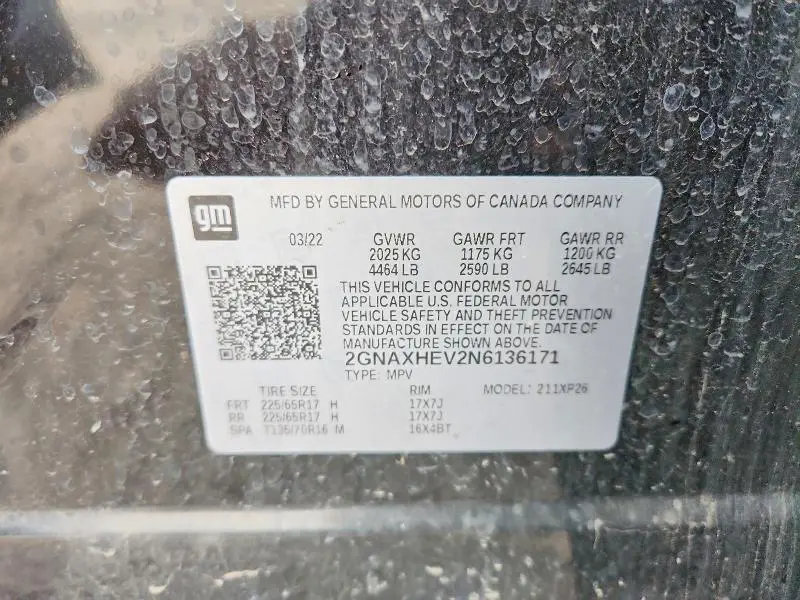 gm
MFD BY GENERAL MOTORS OF CANADA COMPANY
03/22 GVWR GAWR FRT GAWR RR
2025 KG 1175 KG 1200 KG
4464 LB 2590 LB 2645 LB
THIS VEHICLE CONFORMS TO ALL
APPLICABLE U.S. FEDERAL MOTOR
VEHICLE SAFETY AND THEFT PREVENTION
STANDARDS IN EFFECT ON THE DATE OF
MANUFACTURE SHOWN ABOVE.
2GNAXHEV2N6136171
TYPE: MPV
TIRE SIZE RIM MODEL: 211XP26
FRT 225/65R17 H 17X7J
RR 225/65R17 H 17X7J
SPA T135/70R16 M 16X4BT